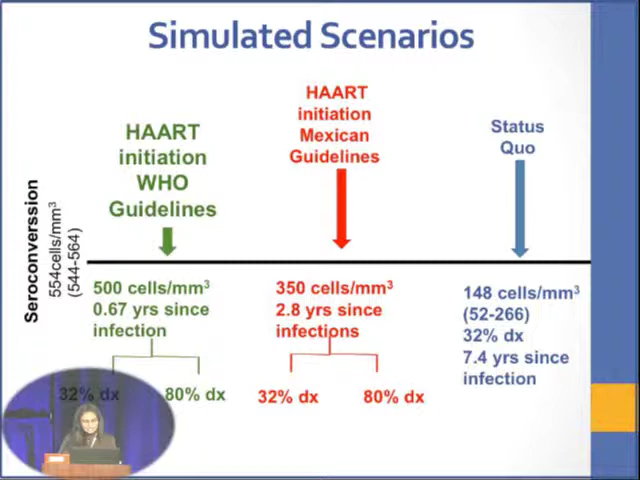 Simulated Scenarios
HAART
initiation
WHO
Guidelines
HAART
initiation
Mexican
Guidelines
Status
Quo
Seroconverssion
554cells/mm³
(544-564)
500 cells/mm³
0.67 yrs since
infection
32% dx
80% dx
350 cells/mm³
2.8 yrs since
infections
32% dx
80% dx
148 cells/mm³
(52-266)
32% dx
7.4 yrs since
infection